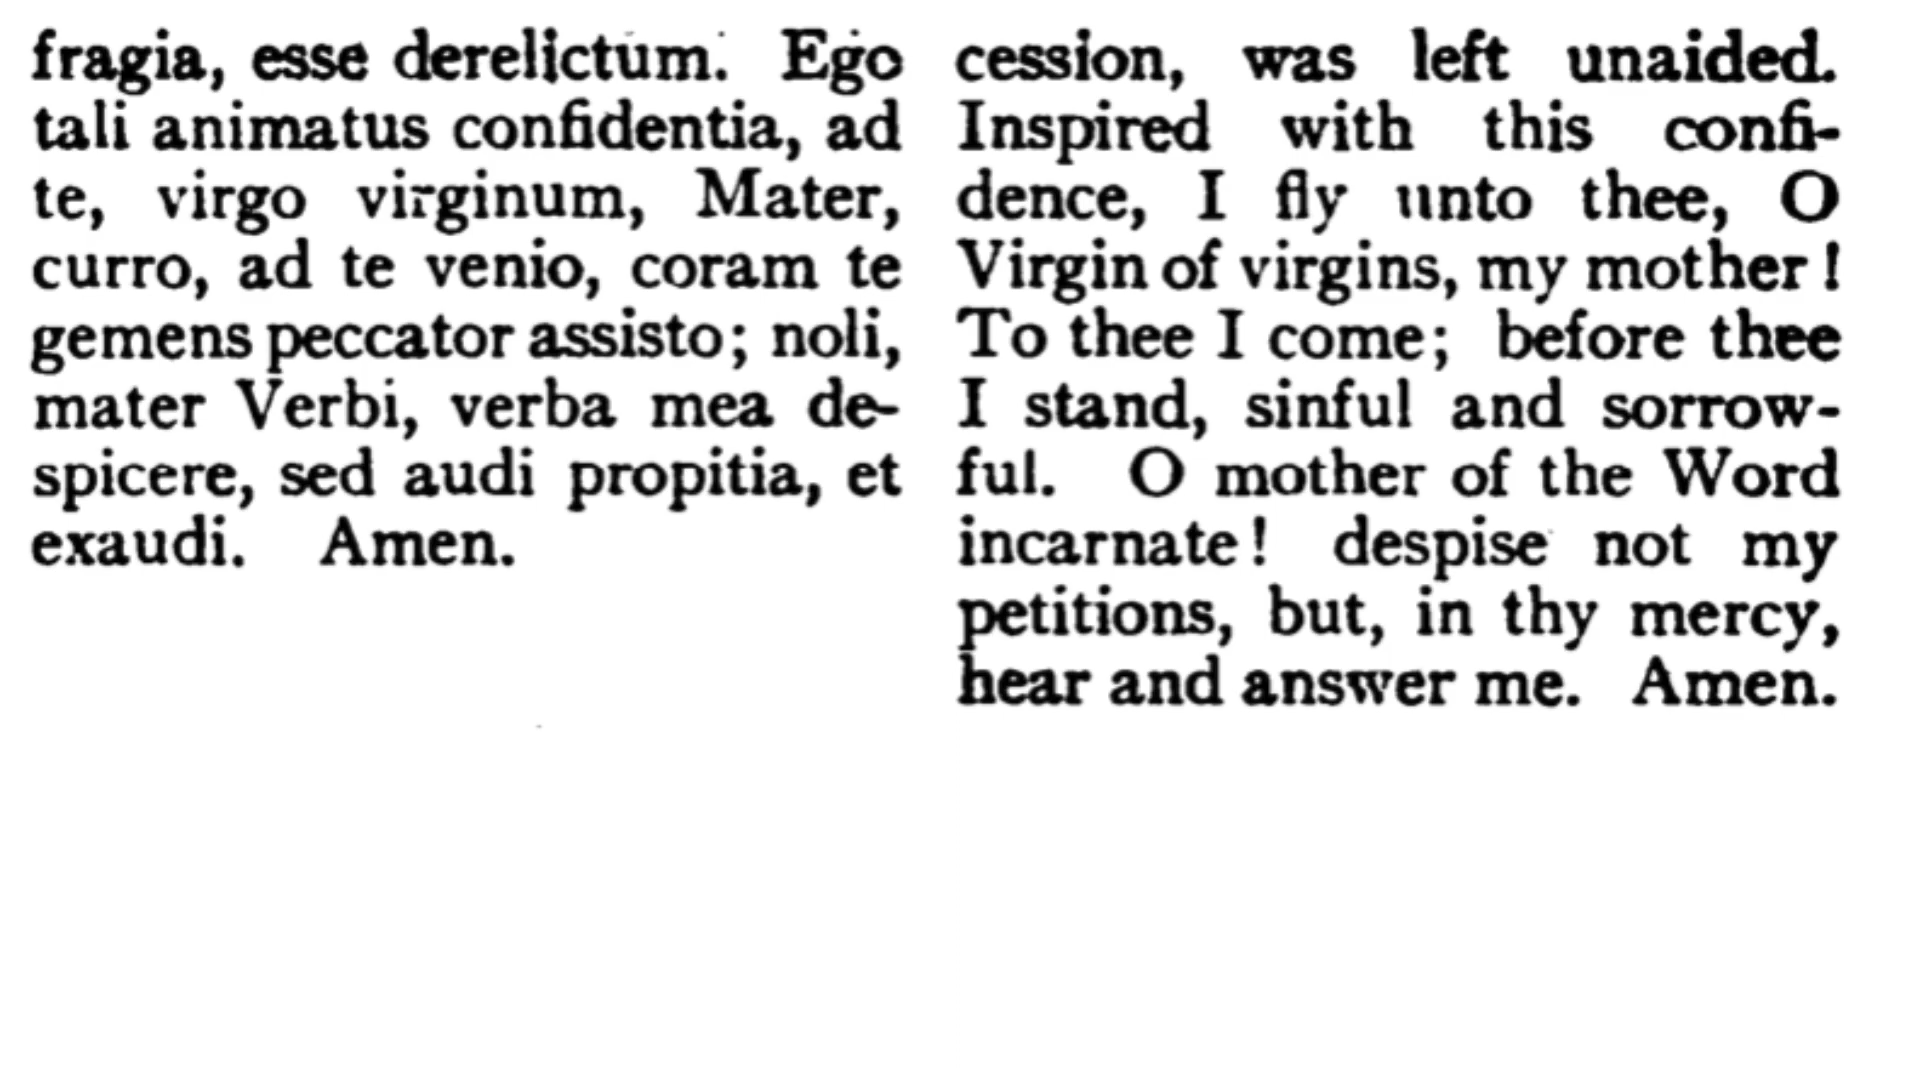 fragia, esse derelictum. Ego
tali animatus confidentia, ad
te, virgo virginum, Mater,
curro, ad te venio, coram te
gemens peccator assisto; noli,
mater Verbi, verba mea de-
spicere, sed audi propitia, et
exaudi. Amen.
cession, was left unaided.
Inspired with this confi-
dence, I fly unto thee, O
Virgin of virgins, my mother!
To thee I come; before thee
I stand, sinful and sorrow-
ful. O mother of the Word
incarnate! despise not my
petitions, but, in thy mercy,
hear and answer me. Amen.